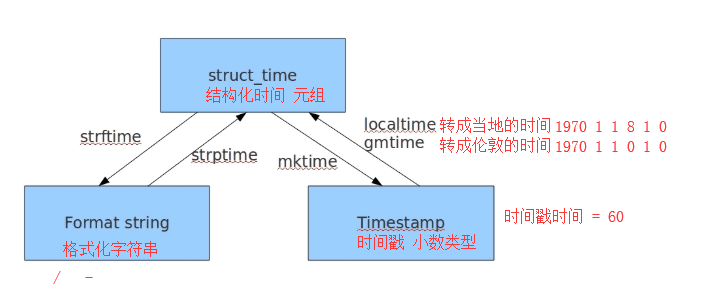 struct_time
结构化时间 元组
strftime
strptime
mktime
localtime 转成当地的时间 1970 1 1 8 1 0
gmtime 转成伦敦的时间 1970 1 1 0 1 0
Format string
格式化字符串
Timestamp
时间戳 小数类型
时间戳时间 = 60
/ -